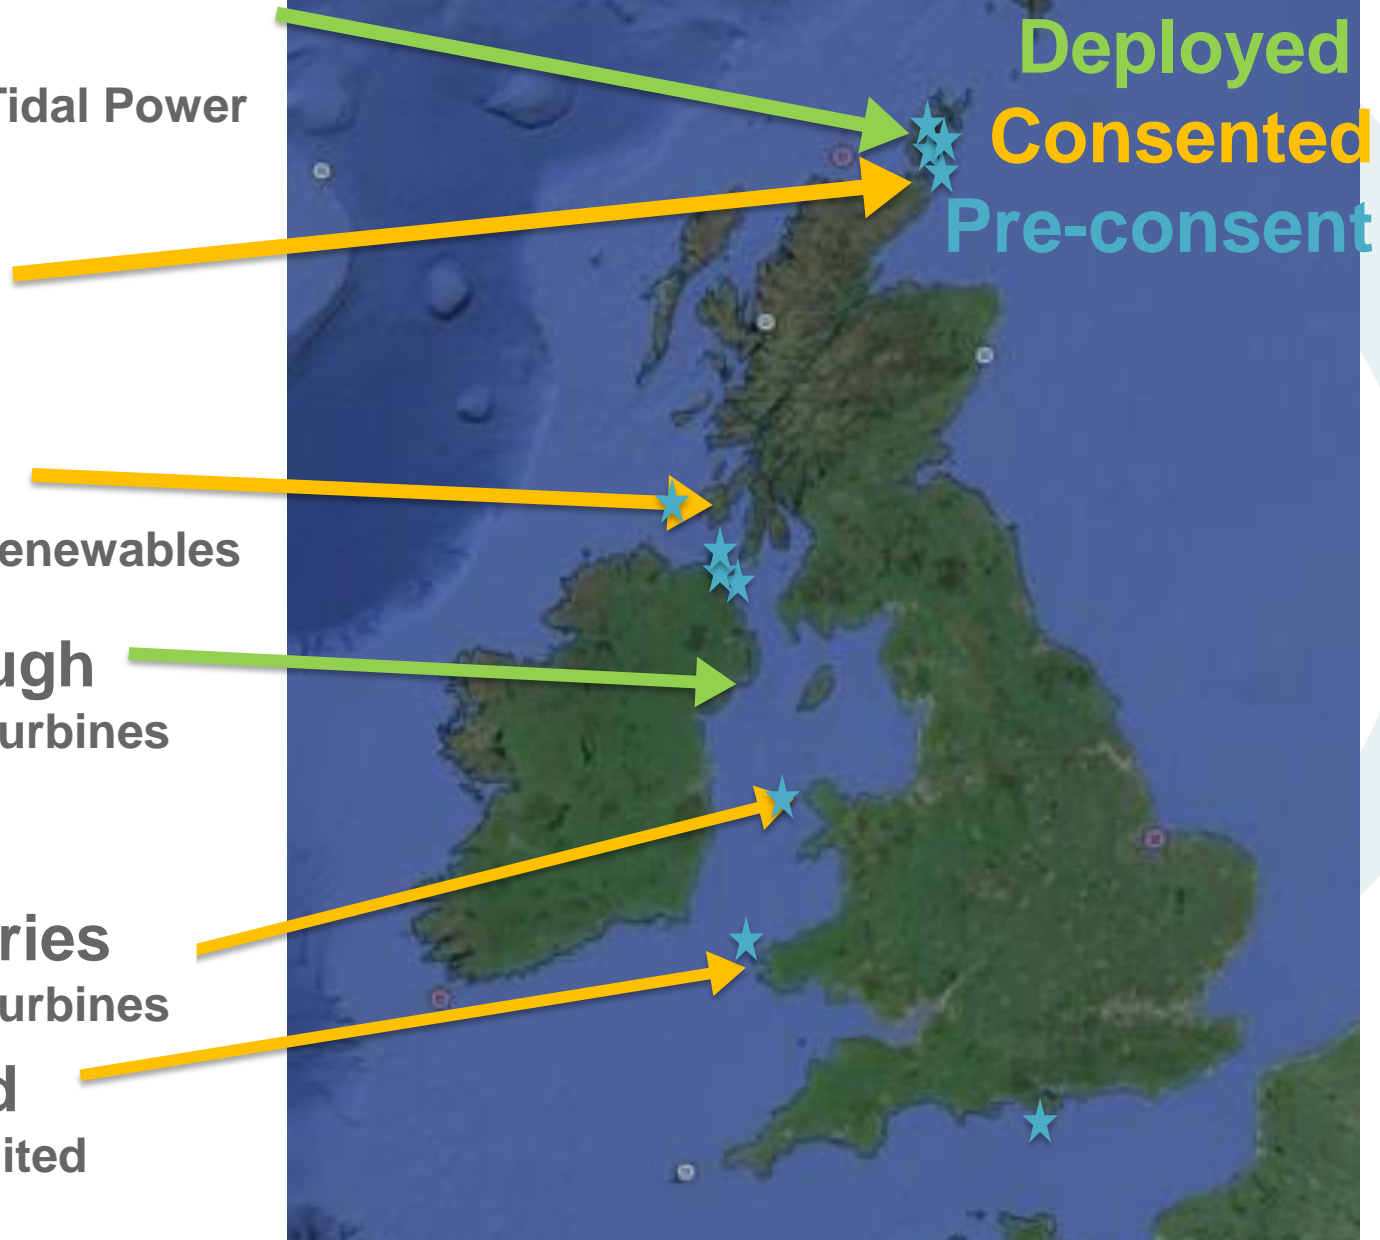 Deployed
Tidal Power
Consented
Pre-consent
enewables
ugh
urbines
ries
urbines
d
ited